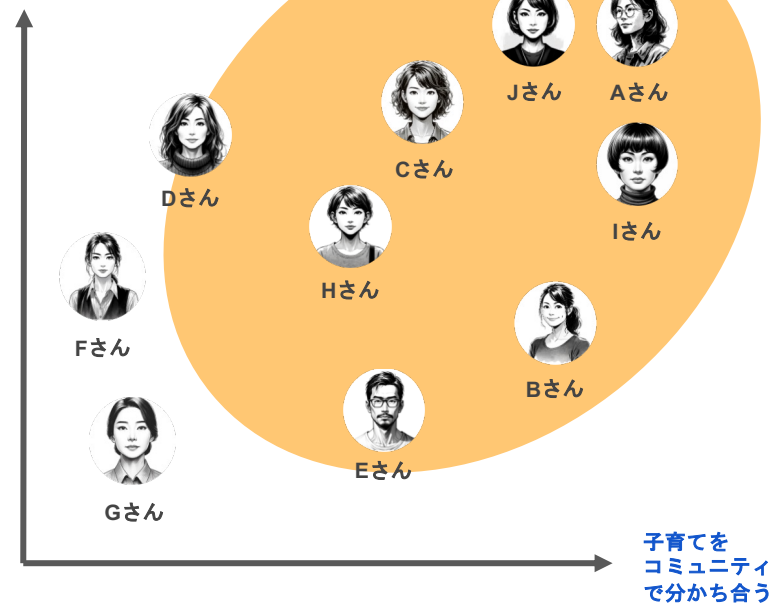 Jさん
Aさん
Cさん
Dさん
Iさん
Hさん
Fさん
Bさん
Eさん
Gさん
子育てを
コミュニティ
で分かち合う